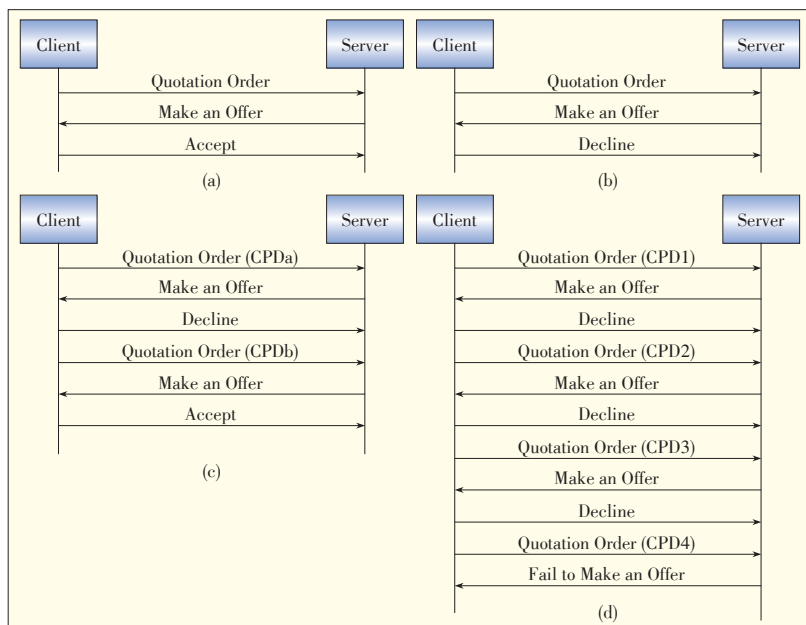 Client
Server
Quotation Order
Make an Offer
Accept
(a)
Client
Server
Quotation Order
Make an Offer
Decline
(b)
Client
Server
Quotation Order (CPDa)
Make an Offer
Decline
Quotation Order (CPDb)
Make an Offer
Accept
(c)
Client
Server
Quotation Order (CPD1)
Make an Offer
Decline
Quotation Order (CPD2)
Make an Offer
Decline
Quotation Order (CPD3)
Make an Offer
Decline
Quotation Order (CPD4)
Fail to Make an Offer
(d)